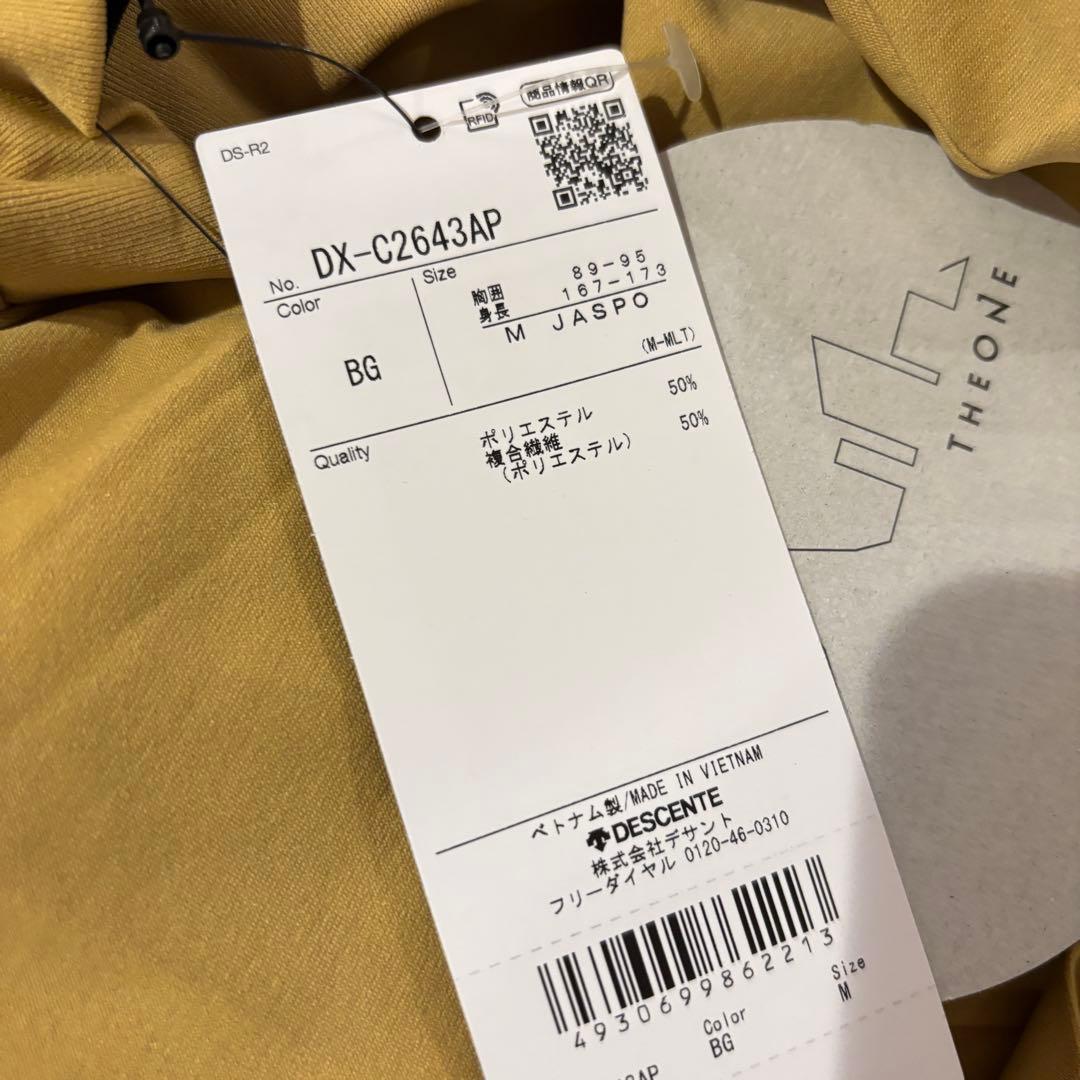 DS-R2
RFID
商品情報QR
No. DX-C2643AP
Color
BG
Size
胸囲 89-95
身長 167-173
M JASPO
(M-MLT)
Quality
ポリエステル 50%
複合繊維 50%
(ポリエステル)
ベトナム製/MADE IN VIETNAM
DESCENTE
株式会社デサント
フリーダイヤル 0120-46-0310
4930699862213
Color
BG
Size
M
THEONE